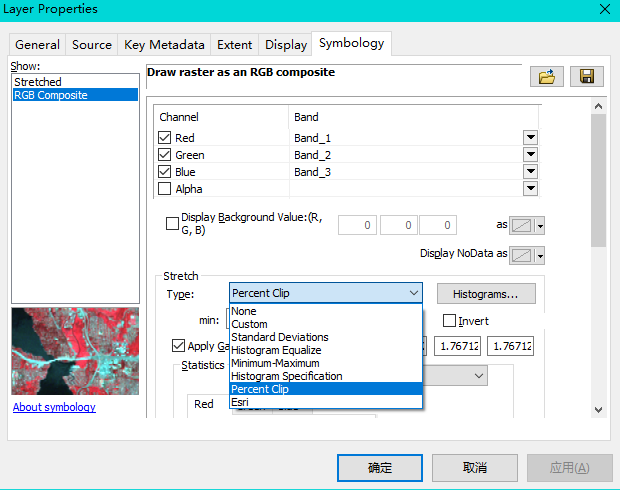 Layer Properties
General Source Key Metadata Extent Display Symbology
Show:
Stretched
RGB Composite
Draw raster as an RGB composite
Channel Band
Red Band_1
Green Band_2
Blue Band_3
Alpha
Display Background Value:(R, G, B) 0 0 0 as
Display NoData as
Stretch
Type: Percent Clip Histograms...
None
Custom
Standard Deviations
Histogram Equalize
Minimum-Maximum
Histogram Specification
Percent Clip
Esri
min: Invert
Apply Ga 1.76712 1.76712
Statistics
Red
About symbology
确定 取消 应用(A)